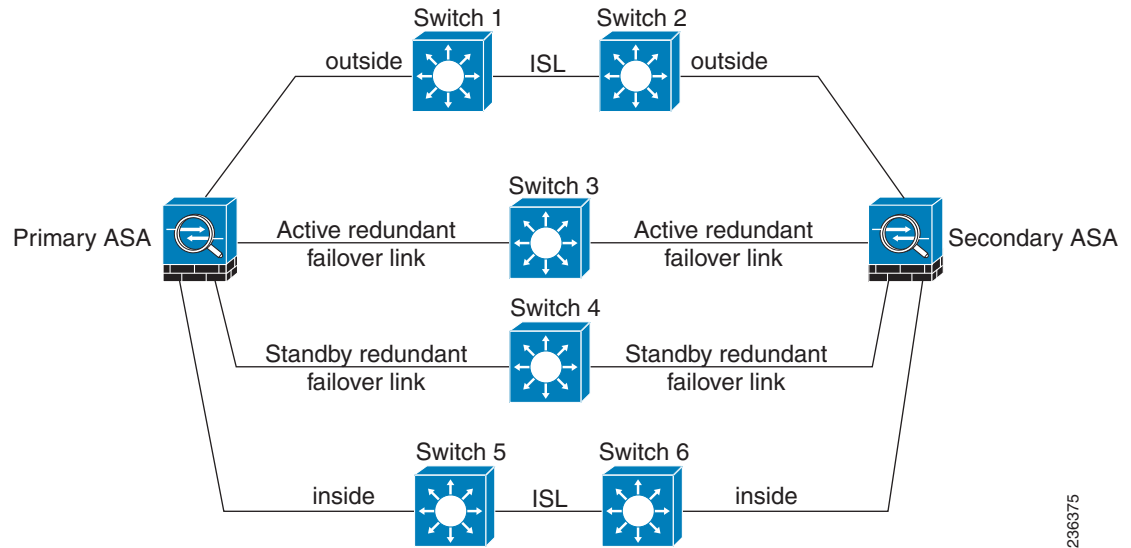 Switch 1
Switch 2
outside
ISL
outside
Switch 3
Primary ASA
Active redundant
failover link
Active redundant
failover link
Secondary ASA
Switch 4
Standby redundant
failover link
Standby redundant
failover link
Switch 5
Switch 6
inside
ISL
inside
236375